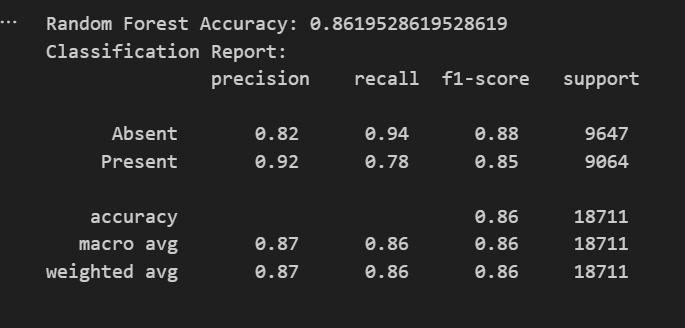 ... Random Forest Accuracy: 0.8619528619528619
Classification Report:
precision recall f1-score support
Absent 0.82 0.94 0.88 9647
Present 0.92 0.78 0.85 9064
accuracy 0.86 18711
macro avg 0.87 0.86 0.86 18711
weighted avg 0.87 0.86 0.86 18711